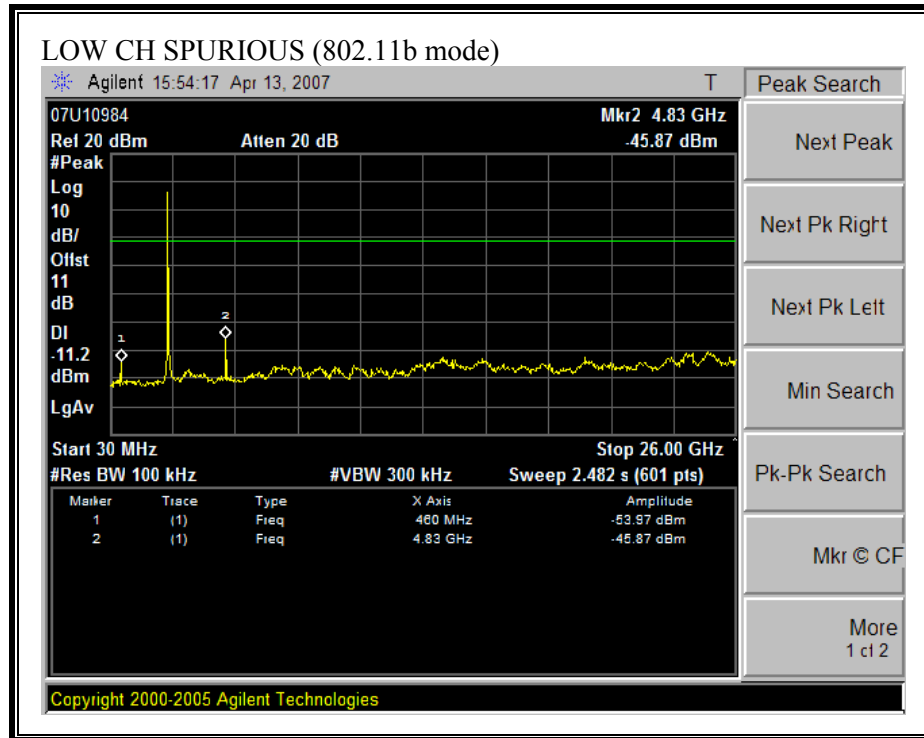 LOW CH SPURIOUS (802.11b mode)
Agilent 15:54:17 Apr 13, 2007 T
Peak Search
07U10984 Mkr2 4.83 GHz
Ref 20 dBm Atten 20 dB -45.87 dBm
#Peak
Log
10
dB/
Offst
11
dB
DI
-11.2
dBm
LgAv
1
2
Start 30 MHz Stop 26.00 GHz
#Res BW 100 kHz #VBW 300 kHz Sweep 2.482 s (601 pts)
Marker Trace Type X Axis Amplitude
1 (1) Freq 460 MHz -53.97 dBm
2 (1) Freq 4.83 GHz -45.87 dBm
Next Peak
Next Pk Right
Next Pk Left
Min Search
Pk-Pk Search
Mkr © CF
More
1 of 2
Copyright 2000-2005 Agilent Technologies